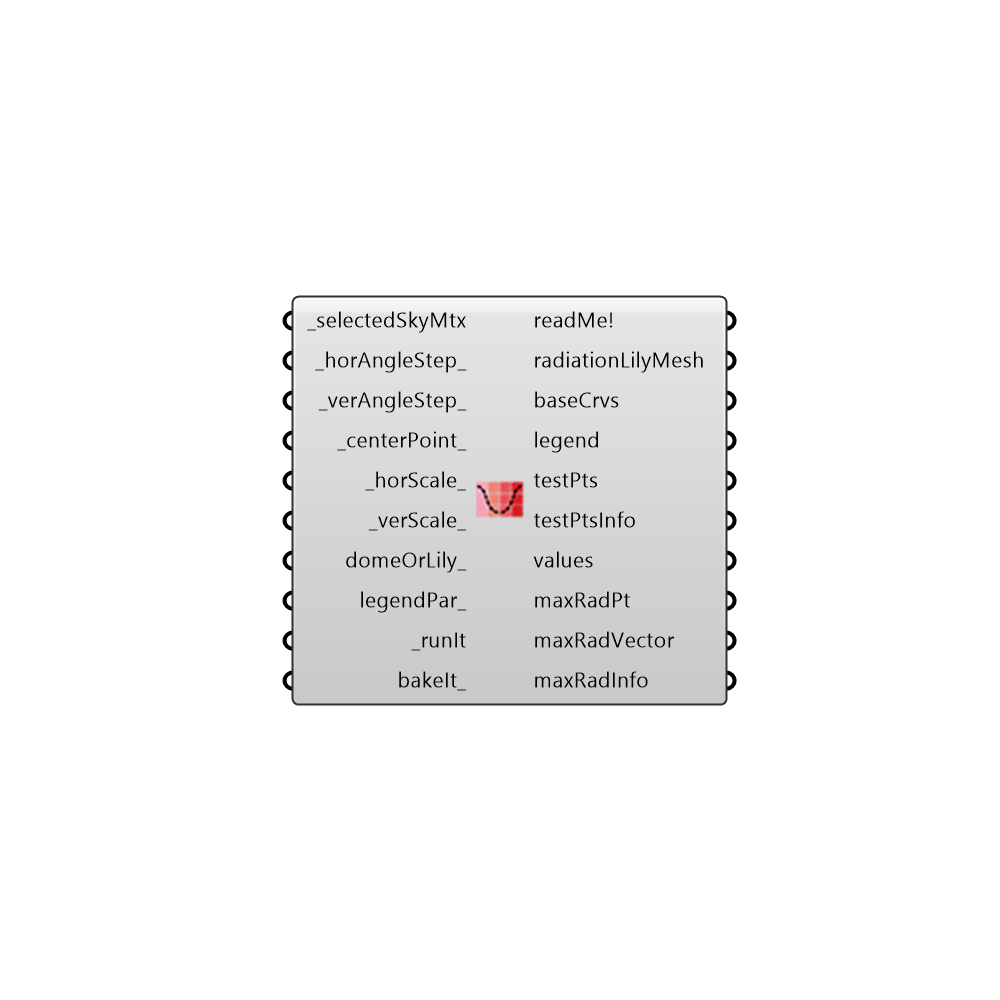 _selectedSkyMtx readMe!
_horAngleStep_ radiationLilyMesh
_verAngleStep_ baseCrvs
_centerPoint_ legend
_horScale_ testPts
_verScale_ testPtsInfo
domeOrLily_ values
legendPar_ maxRadPt
_runIt maxRadVector
bakeIt_ maxRadInfo